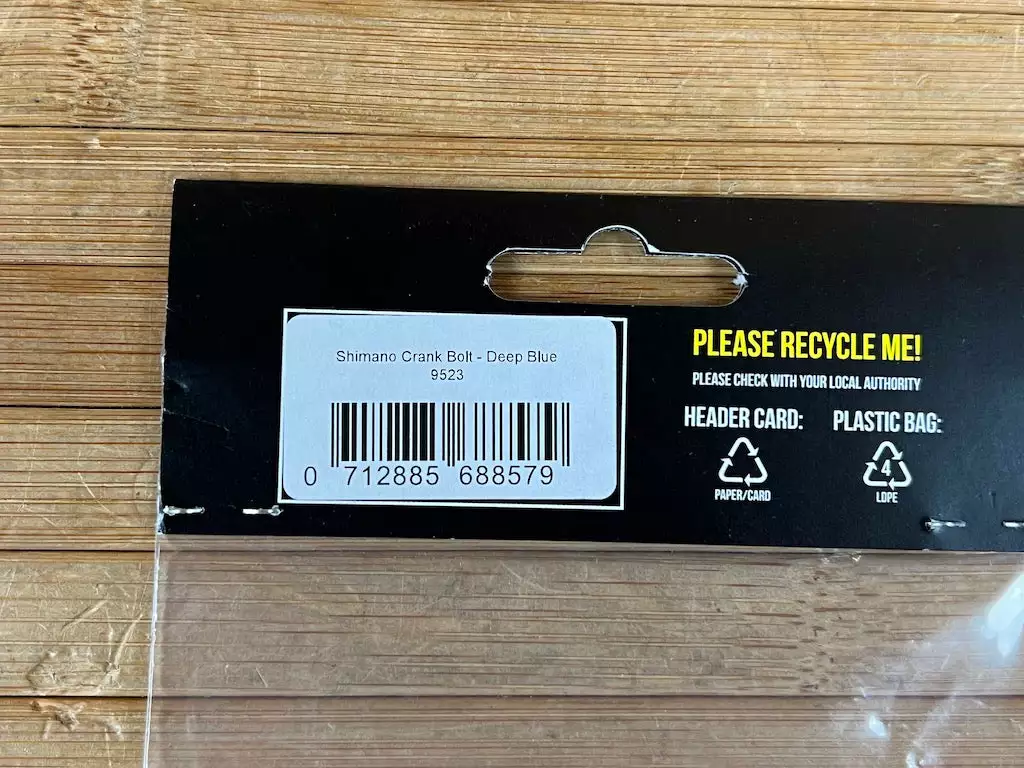 Shimano Crank Bolt - Deep Blue
9523
0 712885 688579
PLEASE RECYCLE ME!
PLEASE CHECK WITH YOUR LOCAL AUTHORITY
HEADER CARD: PLASTIC BAG:
4
PAPER/CARD LDPE